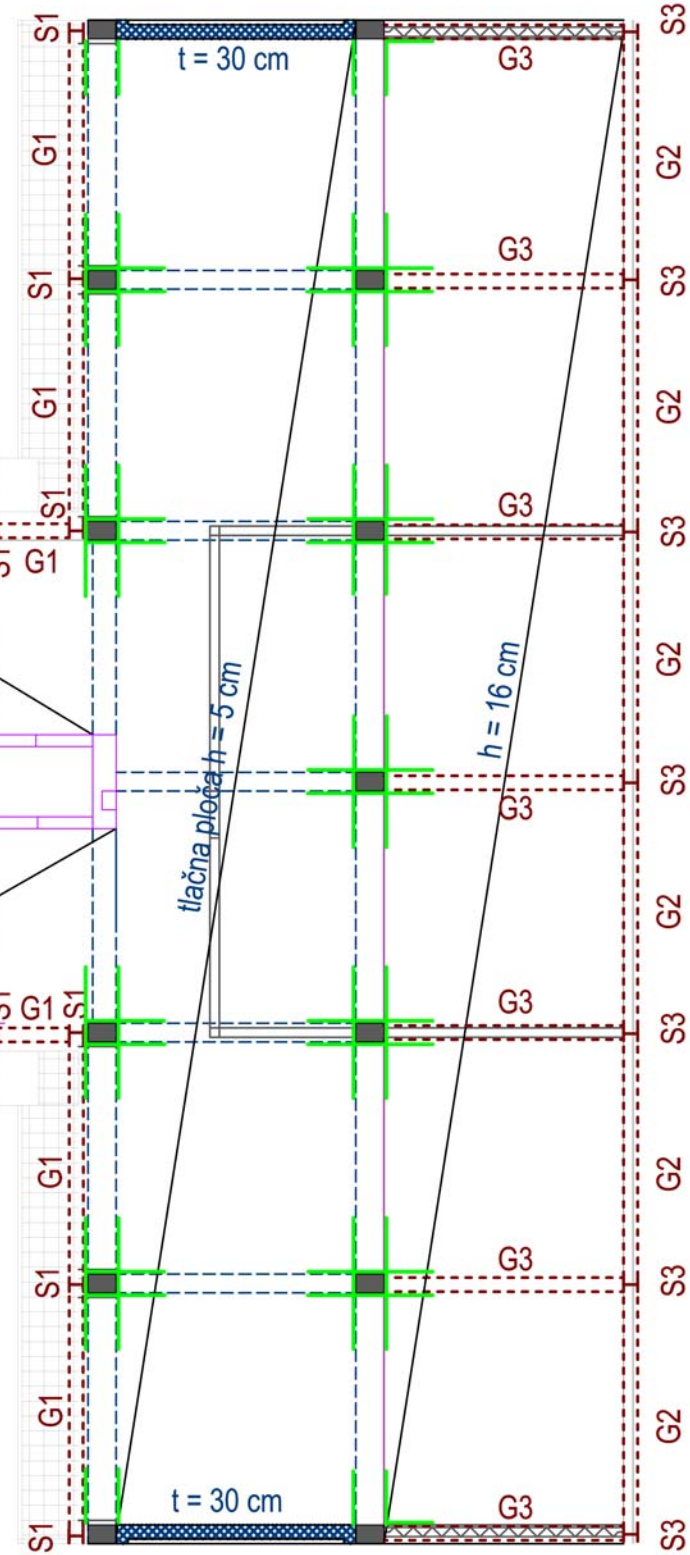 S1
S3
t = 30 cm
G3
G1
G2
G3
S1
S3
G1
G2
S1
G3
S3
S1 G1
G2
h = 16 cm
tlačna ploča h = 5 cm
S3
G3
G2
G3
S1 G1 S1
S3
G1
G2
G3
S1
S3
G1
G2
t = 30 cm
G3
S1
S3